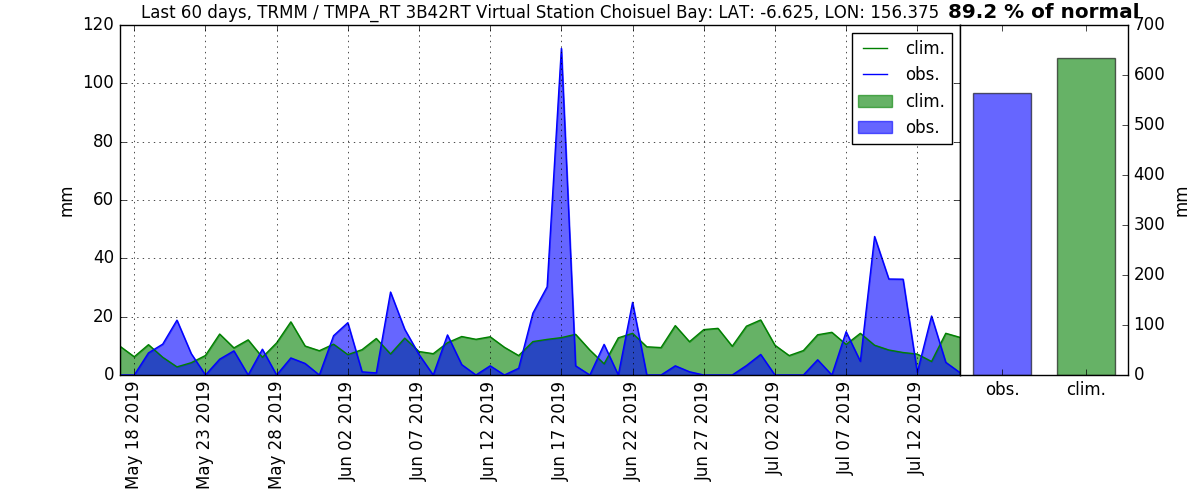 Last 60 days, TRMM / TMPA_RT 3B42RT Virtual Station Choisuel Bay: LAT: -6.625, LON: 156.375 89.2 % of normal
120
100
80
60
40
20
0
mm
clim.
obs.
clim.
obs.
May 18 2019
May 23 2019
May 28 2019
Jun 02 2019
Jun 07 2019
Jun 12 2019
Jun 17 2019
Jun 22 2019
Jun 27 2019
Jul 02 2019
Jul 07 2019
Jul 12 2019
700
600
500
400
300
200
100
0
mm
obs.
clim.